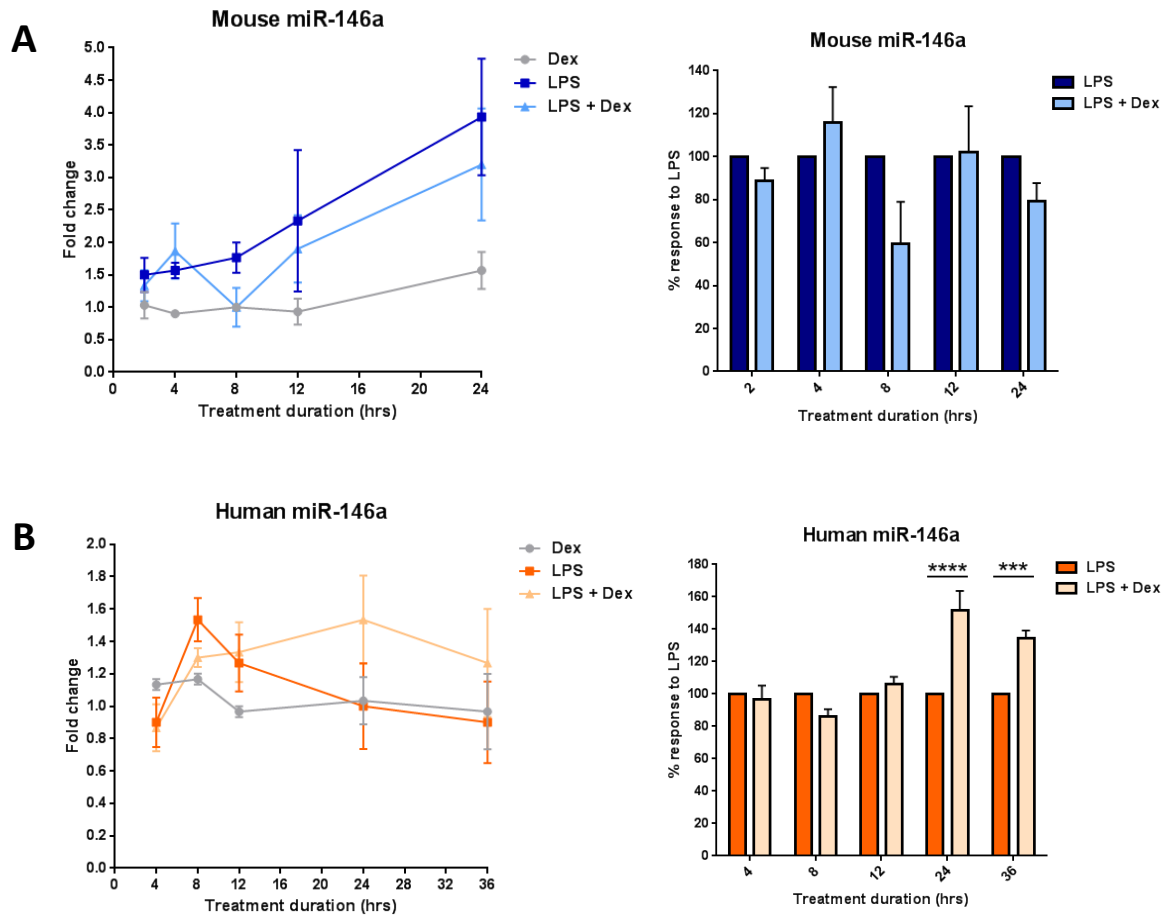 A
Mouse miR-146a
Fold change
5.0
4.5
4.0
3.5
3.0
2.5
2.0
1.5
1.0
0.5
0.0
0 4 8 12 16 20 24
Treatment duration (hrs)
Dex
LPS
LPS + Dex
Mouse miR-146a
% response to LPS
140
120
100
80
60
40
20
0
2 4 8 12 24
Treatment duration (hrs)
LPS
LPS + Dex
B
Human miR-146a
Fold change
2.0
1.8
1.6
1.4
1.2
1.0
0.8
0.6
0.4
0.2
0.0
0 4 8 12 16 20 24 28 32 36
Treatment duration (hrs)
Dex
LPS
LPS + Dex
Human miR-146a
% response to LPS
180
160
140
120
100
80
60
40
20
0
**** ***
4 8 12 24 36
Treatment duration (hrs)
LPS
LPS + Dex